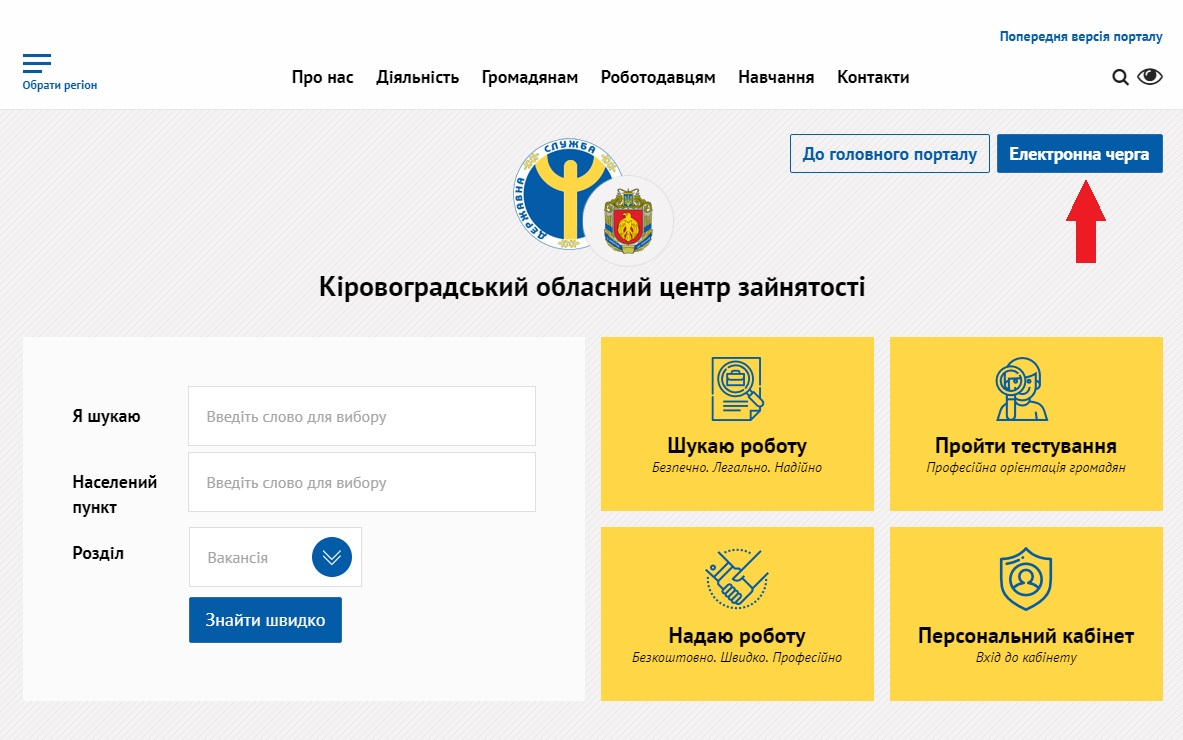 Попередня версія порталу
Обрати регіон
Про нас Діяльність Громадянам Роботодавцям Навчання Контакти
До головного порталу
Електронна черга
ДЕРЖАВНА СЛУЖБА
Кіровоградський обласний центр зайнятості
Я шукаю
Введіть слово для вибору
Населений
пункт
Введіть слово для вибору
Розділ
Вакансія
Знайти швидко
Шукаю роботу
Безпечно. Легально. Надійно
Пройти тестування
Професійна орієнтація громадян
Надаю роботу
Безкоштовно. Швидко. Професійно
Персональний кабінет
Вхід до кабінету